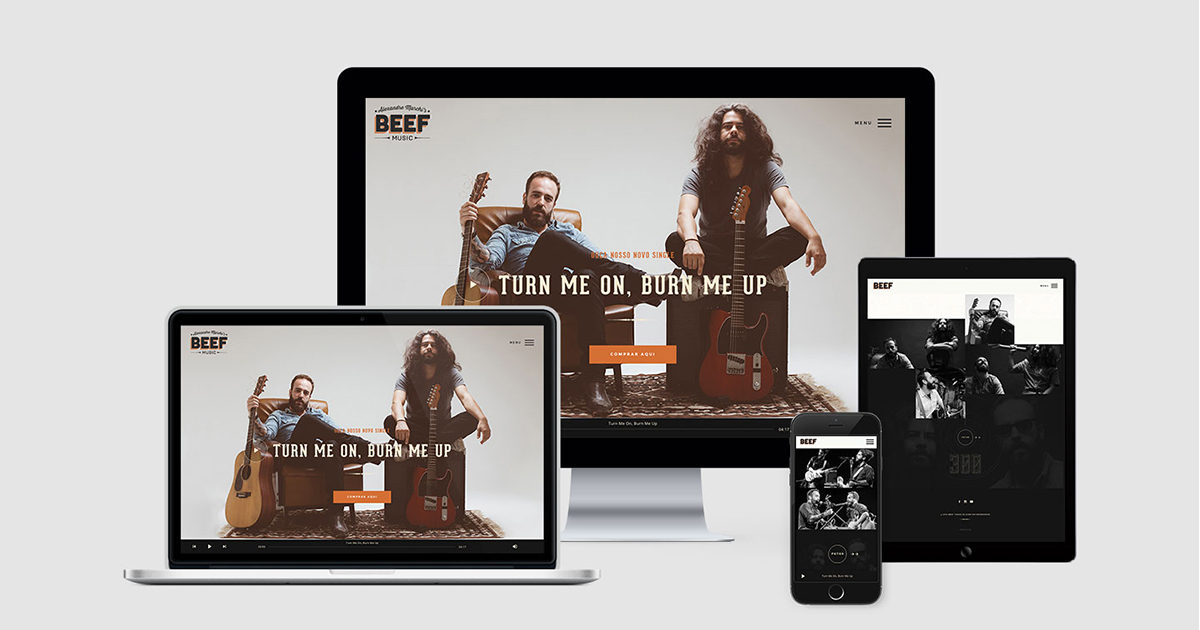 Alexandre Marchi's
BEEF
MUSIC
MENU
NOSSO NOVO SINGLE
TURN ME ON, BURN ME UP
COMPRAR AQUI
Turn Me On, Burn Me Up
04:17
Alexandre Marchi's
BEEF
MUSIC
MENU
NOSSO NOVO SINGLE
TURN ME ON, BURN ME UP
COMPRAR AQUI
Turn Me On, Burn Me Up
00:00
04:17
BEEF
MENU
FOTOS
BEEF
FOTOS
Turn Me On, Burn Me Up